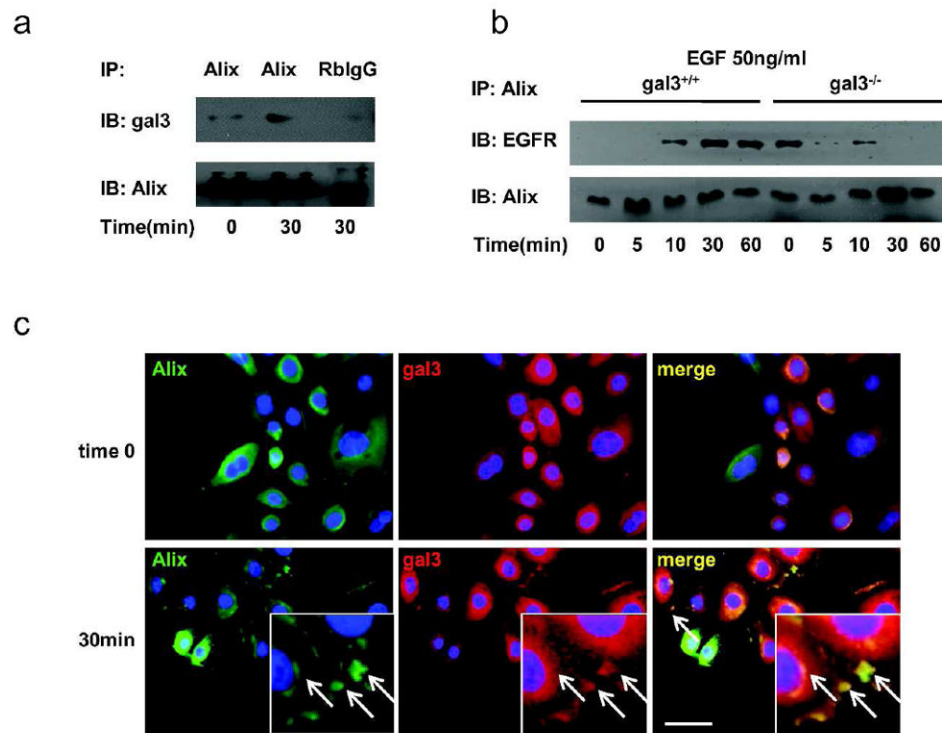 a
IP: Alix Alix RbIgG
IB: gal3
IB: Alix
Time(min) 0 30 30
b
EGF 50ng/ml
IP: Alix gal3+/+ gal3-/-
IB: EGFR
IB: Alix
Time(min) 0 5 10 30 60 0 5 10 30 60
c
Alix gal3 merge
time 0
Alix gal3 merge
30min